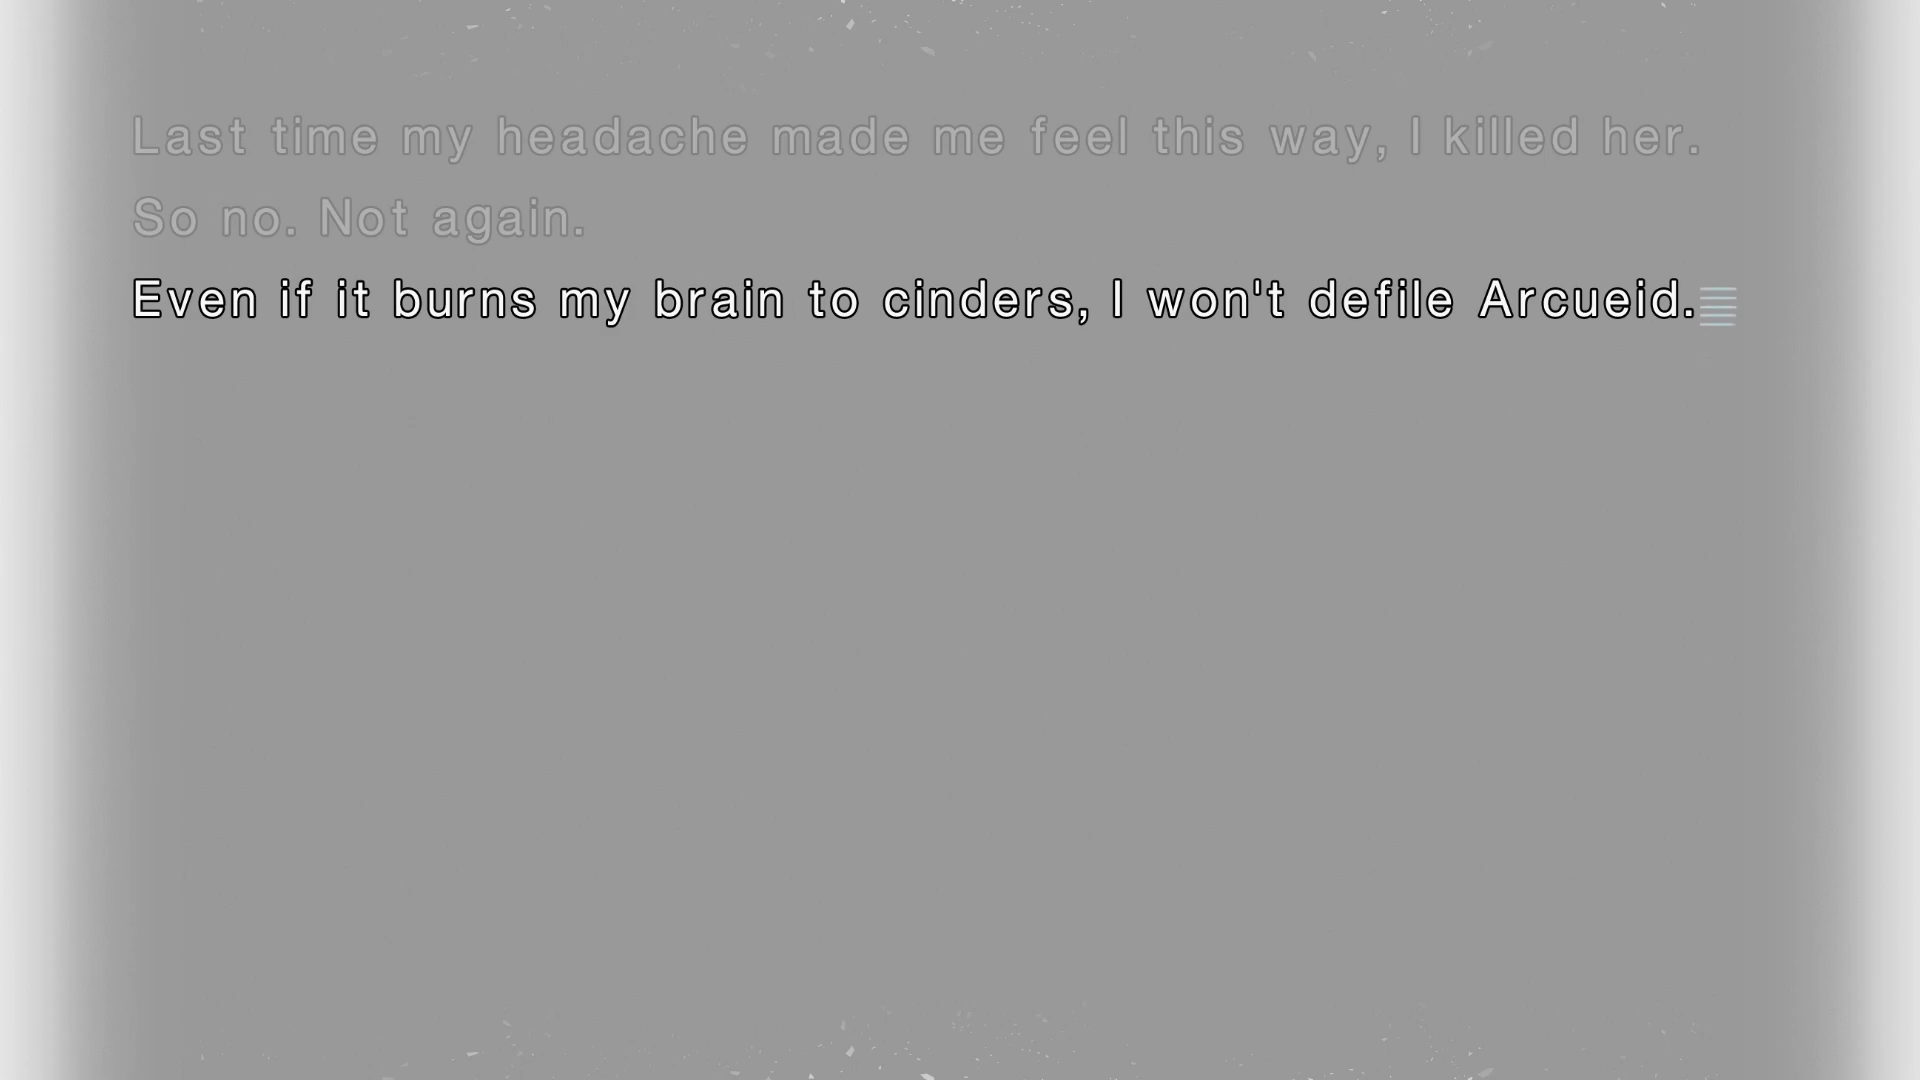 Last time my headache made me feel this way, I killed her.
So no. Not again.
Even if it burns my brain to cinders, I won't defile Arcueid.